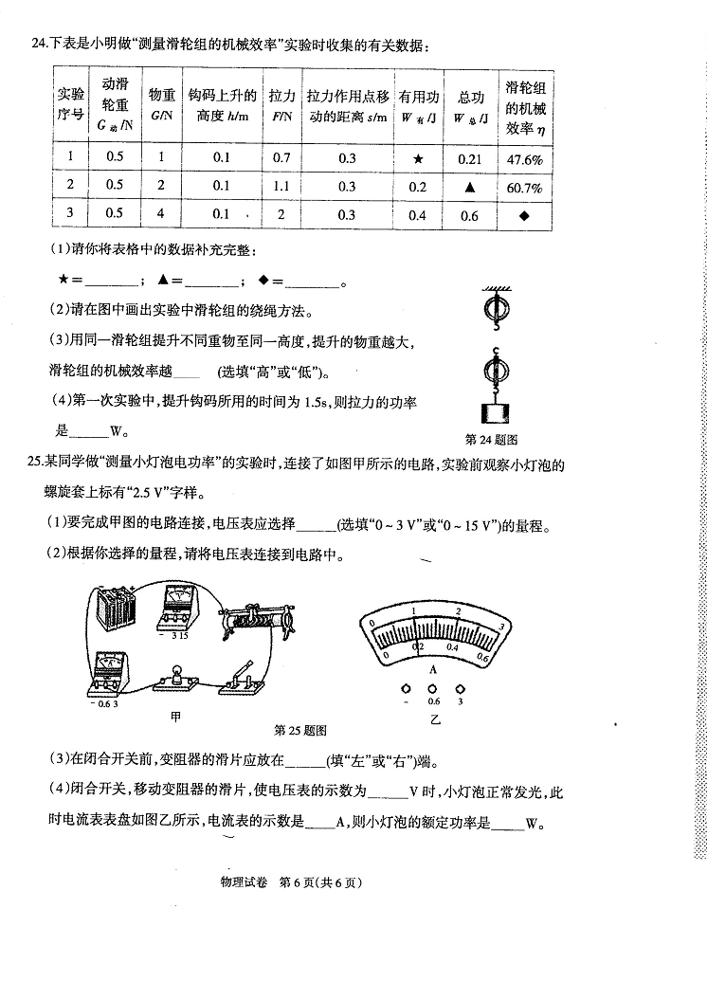 24.下表是小明做“测量滑轮组的机械效率”实验时收集的有关数据：
实验序号 动滑轮重G动/N 物重G/N 钩码上升的高度h/m 拉力F/N 拉力作用点移动的距离s/m 有用功W有/J 总功W总/J 滑轮组的机械效率η
1 0.5 1 0.1 0.7 0.3 ★ 0.21 47.6%
2 0.5 2 0.1 1.1 0.3 0.2 ▲ 60.7%
3 0.5 4 0.1 2 0.3 0.4 0.6 ◆
(1)请你将表格中的数据补充完整：
★=______；▲=______；◆=______。
(2)请在图中画出实验中滑轮组的绕绳方法。
(3)用同一滑轮组提升不同重物至同一高度,提升的物重越大,
滑轮组的机械效率越___ (选填“高”或“低”)。
(4)第一次实验中,提升钩码所用的时间为 1.5s,则拉力的功率
是_____W。
第24题图
25.某同学做“测量小灯泡电功率”的实验时,连接了如图甲所示的电路,实验前观察小灯泡的
螺旋套上标有“2.5 V”字样。
(1)要完成甲图的电路连接,电压表应选择_____(选填“0~3 V”或“0~15 V”)的量程。
(2)根据你选择的量程,请将电压表连接到电路中。
- +
- 3 15
- 0.6 3
甲
0 1 2 3
0 0.2 0.4 0.6
A
- 0.6 3
乙
第25题图
(3)在闭合开关前,变阻器的滑片应放在_____(填“左”或“右”)端。
(4)闭合开关,移动变阻器的滑片,使电压表的示数为_____V 时,小灯泡正常发光,此
时电流表表盘如图乙所示,电流表的示数是____A,则小灯泡的额定功率是____W。
物理试卷 第6页(共6页)